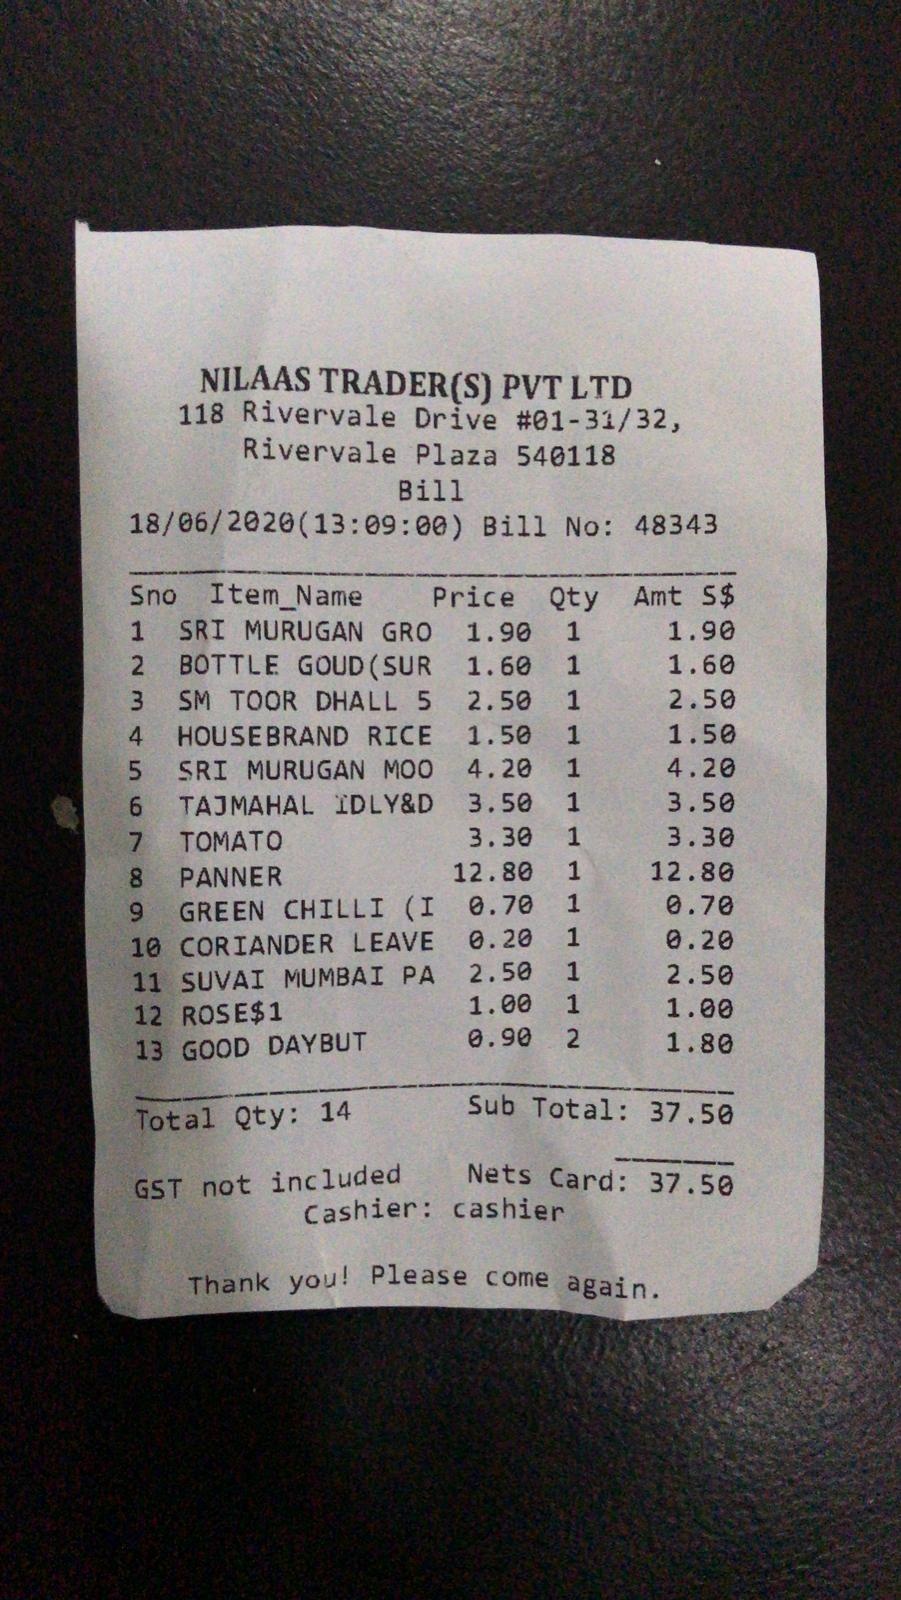 NILAAS TRADER(S) PVT LTD
118 Rivervale Drive #01-31/32,
Rivervale Plaza 540118
Bill
18/06/2020(13:09:00) Bill No: 48343
Sno Item_Name Price Qty Amt S$
1 SRI MURUGAN GRO 1.90 1 1.90
2 BOTTLE GOUD(SUR 1.60 1 1.60
3 SM TOOR DHALL 5 2.50 1 2.50
4 HOUSEBRAND RICE 1.50 1 1.50
5 SRI MURUGAN MOO 4.20 1 4.20
6 TAJMAHAL IDLY&D 3.50 1 3.50
7 TOMATO 3.30 1 3.30
8 PANNER 12.80 1 12.80
9 GREEN CHILLI (I 0.70 1 0.70
10 CORIANDER LEAVE 0.20 1 0.20
11 SUVAI MUMBAI PA 2.50 1 2.50
12 ROSE$1 1.00 1 1.00
13 GOOD DAYBUT 0.90 2 1.80
Total Qty: 14 Sub Total: 37.50
GST not included Nets Card: 37.50
Cashier: cashier
Thank you! Please come again.